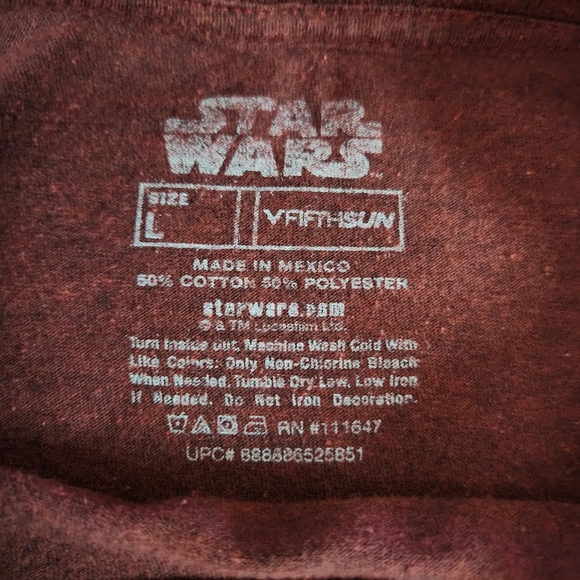 STAR
WARS
SIZE
L
FIFTHSUN
MADE IN MEXICO
50% COTTON 50% POLYESTER
starwars.com
© & TM Lucasfilm Ltd.
Turn Inside Out. Machine Wash Cold With
Like Colors. Only Non-Chlorine Bleach
When Needed. Tumble Dry Low. Low Iron
If Needed. Do Not Iron Decoration.
RN #111647
UPC#